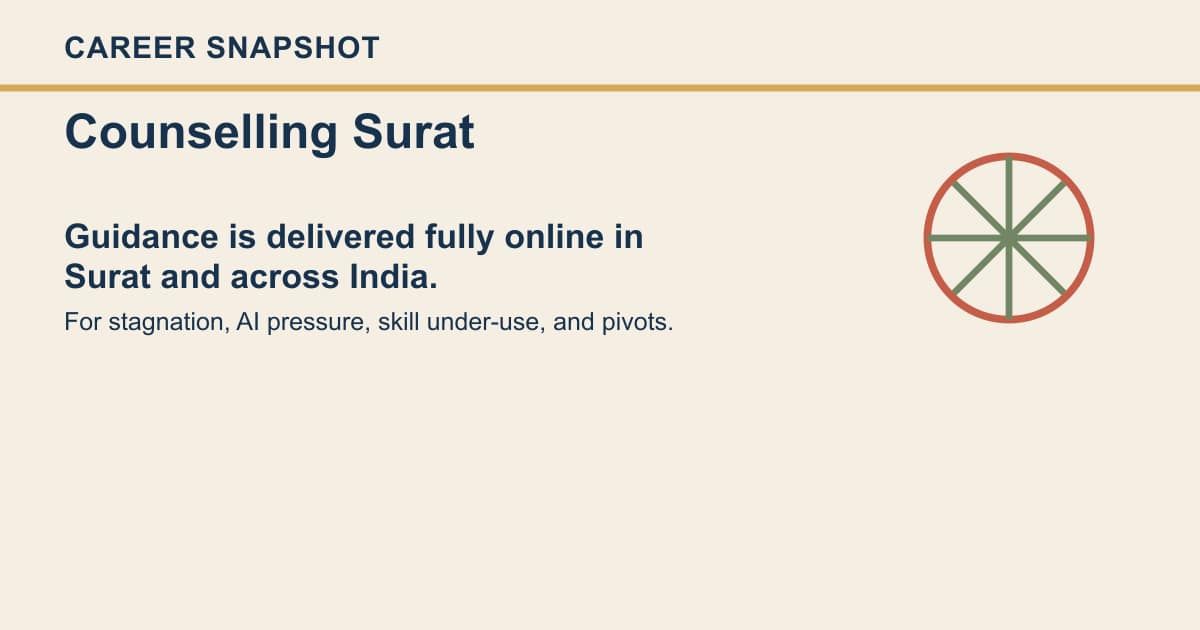 CAREER SNAPSHOT
Counselling Surat
Guidance is delivered fully online in
Surat and across India.
For stagnation, AI pressure, skill under-use, and pivots.